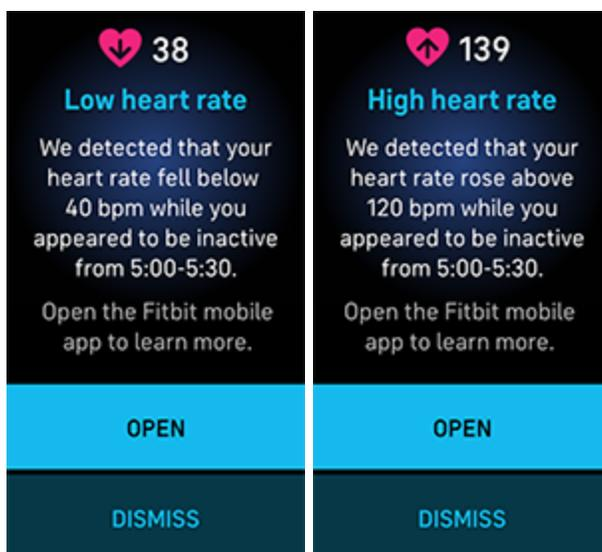 38
Low heart rate
We detected that your
heart rate fell below
40 bpm while you
appeared to be inactive
from 5:00-5:30.
Open the Fitbit mobile
app to learn more.
OPEN
DISMISS
139
High heart rate
We detected that your
heart rate rose above
120 bpm while you
appeared to be inactive
from 5:00-5:30.
Open the Fitbit mobile
app to learn more.
OPEN
DISMISS